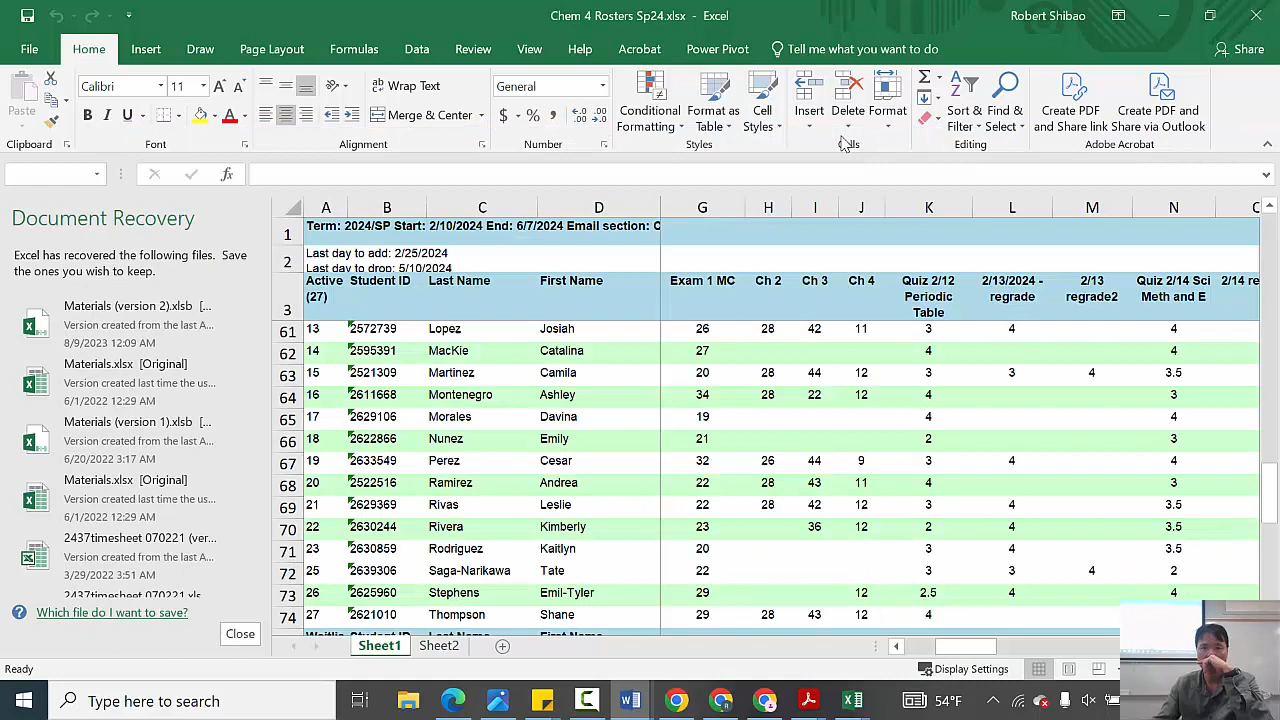 Chem 4 Rosters Sp24.xlsx - Excel
Robert Shibao
File Home Insert Draw Page Layout Formulas Data Review View Help Acrobat Power Pivot Tell me what you want to do Share
Paste
Clipboard
Calibri 11
B I U
Font
Wrap Text
Merge & Center
Alignment
General
$ % ,
Number
Conditional Formatting
Format as Table
Cell Styles
Styles
Insert Delete Format
Cells
Sort & Filter
Find & Select
Editing
Create PDF and Share link
Create PDF and Share via Outlook
Adobe Acrobat
fx
Document Recovery
Excel has recovered the following files. Save
the ones you wish to keep.
Materials (version 2).xlsb [...
Version created from the last A...
8/9/2023 12:09 AM
Materials.xlsx [Original]
Version created last time the us...
6/1/2022 12:29 AM
Materials (version 1).xlsb [...
Version created from the last A...
6/20/2022 3:17 AM
Materials.xlsx [Original]
Version created last time the us...
6/1/2022 12:29 AM
2437timesheet 070221 (ver...
Version created from the last A...
3/29/2022 3:51 AM
2437timesheet 070221.xls
Which file do I want to save?
Close
A B C D G H I J K L M N
1 Term: 2024/SP Start: 2/10/2024 End: 6/7/2024 Email section: C
2 Last day to add: 2/25/2024
Last day to drop: 5/10/2024
3 Active (27) Student ID Last Name First Name Exam 1 MC Ch 2 Ch 3 Ch 4 Quiz 2/12 Periodic Table 2/13/2024 - regrade 2/13 regrade2 Quiz 2/14 Sci Meth and E 2/14 re
61 13 2572739 Lopez Josiah 26 28 42 11 3 4 4
62 14 2595391 MacKie Catalina 27 4 4
63 15 2521309 Martinez Camila 20 28 44 12 3 3 4 3.5
64 16 2611668 Montenegro Ashley 34 28 22 12 4 3
65 17 2629106 Morales Davina 19 4 4
66 18 2622866 Nunez Emily 21 2 3
67 19 2633549 Perez Cesar 32 26 44 9 3 4 4
68 20 2522516 Ramirez Andrea 22 28 43 11 4 3
69 21 2629369 Rivas Leslie 22 28 42 12 3 4 3.5
70 22 2630244 Rivera Kimberly 23 36 12 2 4 3.5
71 23 2630859 Rodriguez Kaitlyn 20 3 4 3.5
72 25 2639306 Saga-Narikawa Tate 22 3 3 4 2
73 26 2625960 Stephens Emil-Tyler 29 12 2.5 4 4
74 27 2621010 Thompson Shane 29 28 43 12 4
Waitlis Student ID Last Name First Name
Sheet1 Sheet2
Ready
Display Settings
Type here to search
54°F